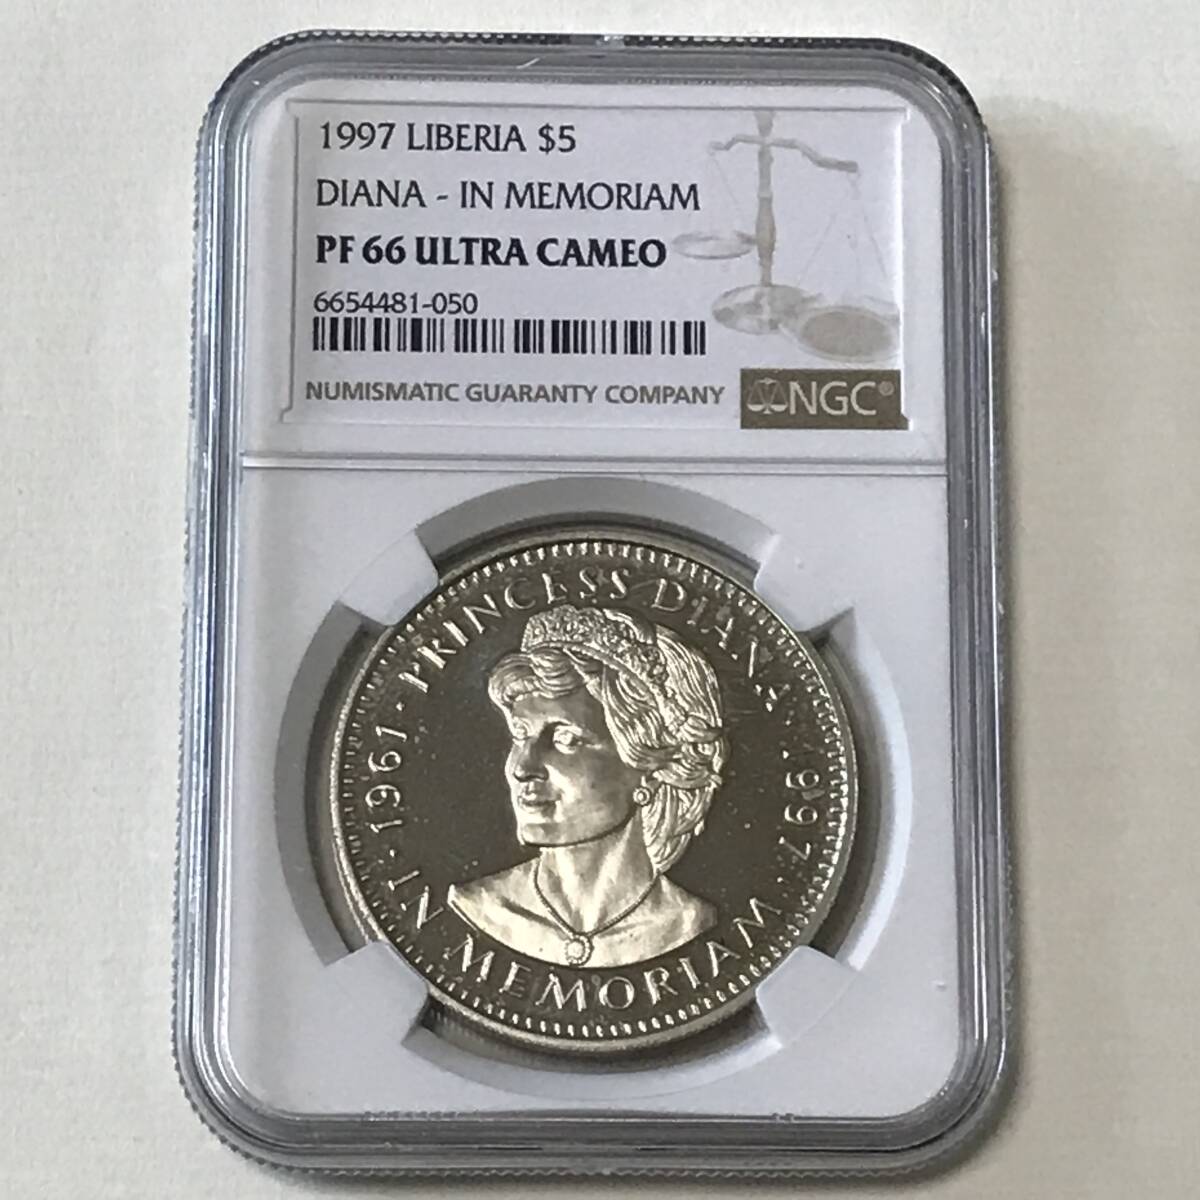 1997 LIBERIA $5
DIANA - IN MEMORIAM
PF 66 ULTRA CAMEO
6654481-050
NUMISMATIC GUARANTY COMPANY
NGC®
· 1961 · PRINCESS DIANA · 1997 ·
IN MEMORIAM